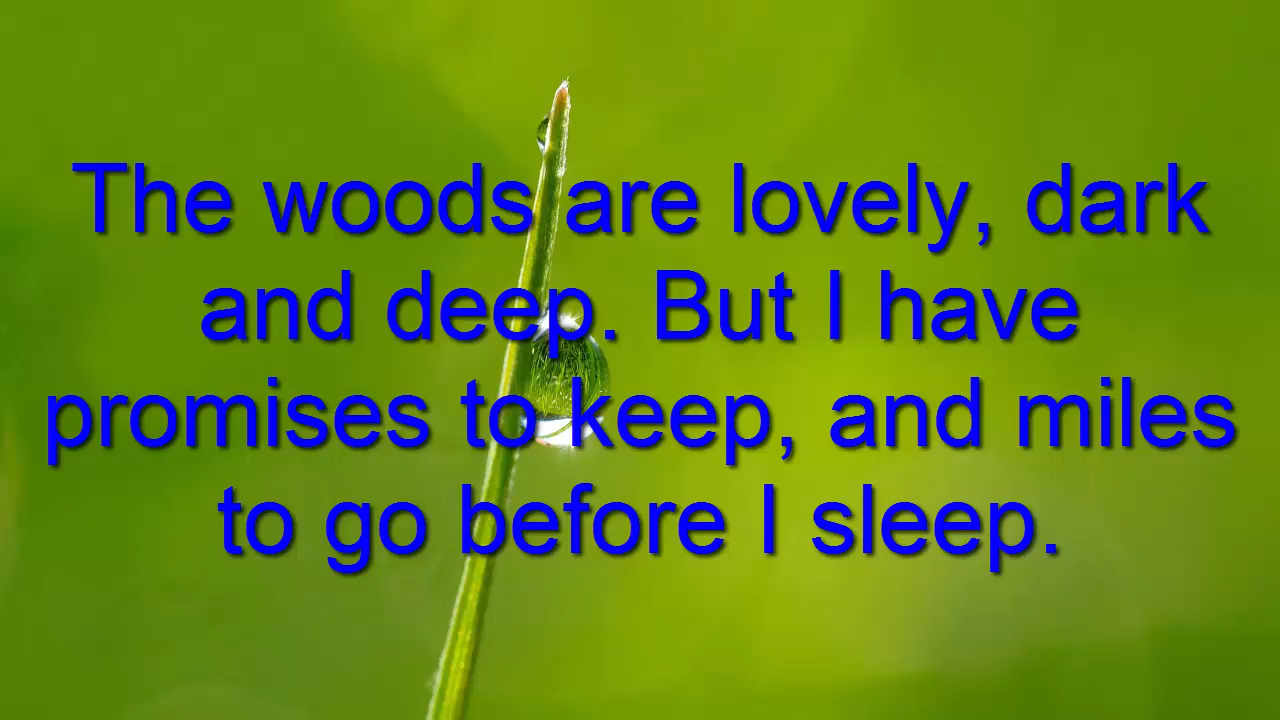 The woods are lovely, dark
and deep. But I have
promises to keep, and miles
to go before I sleep.